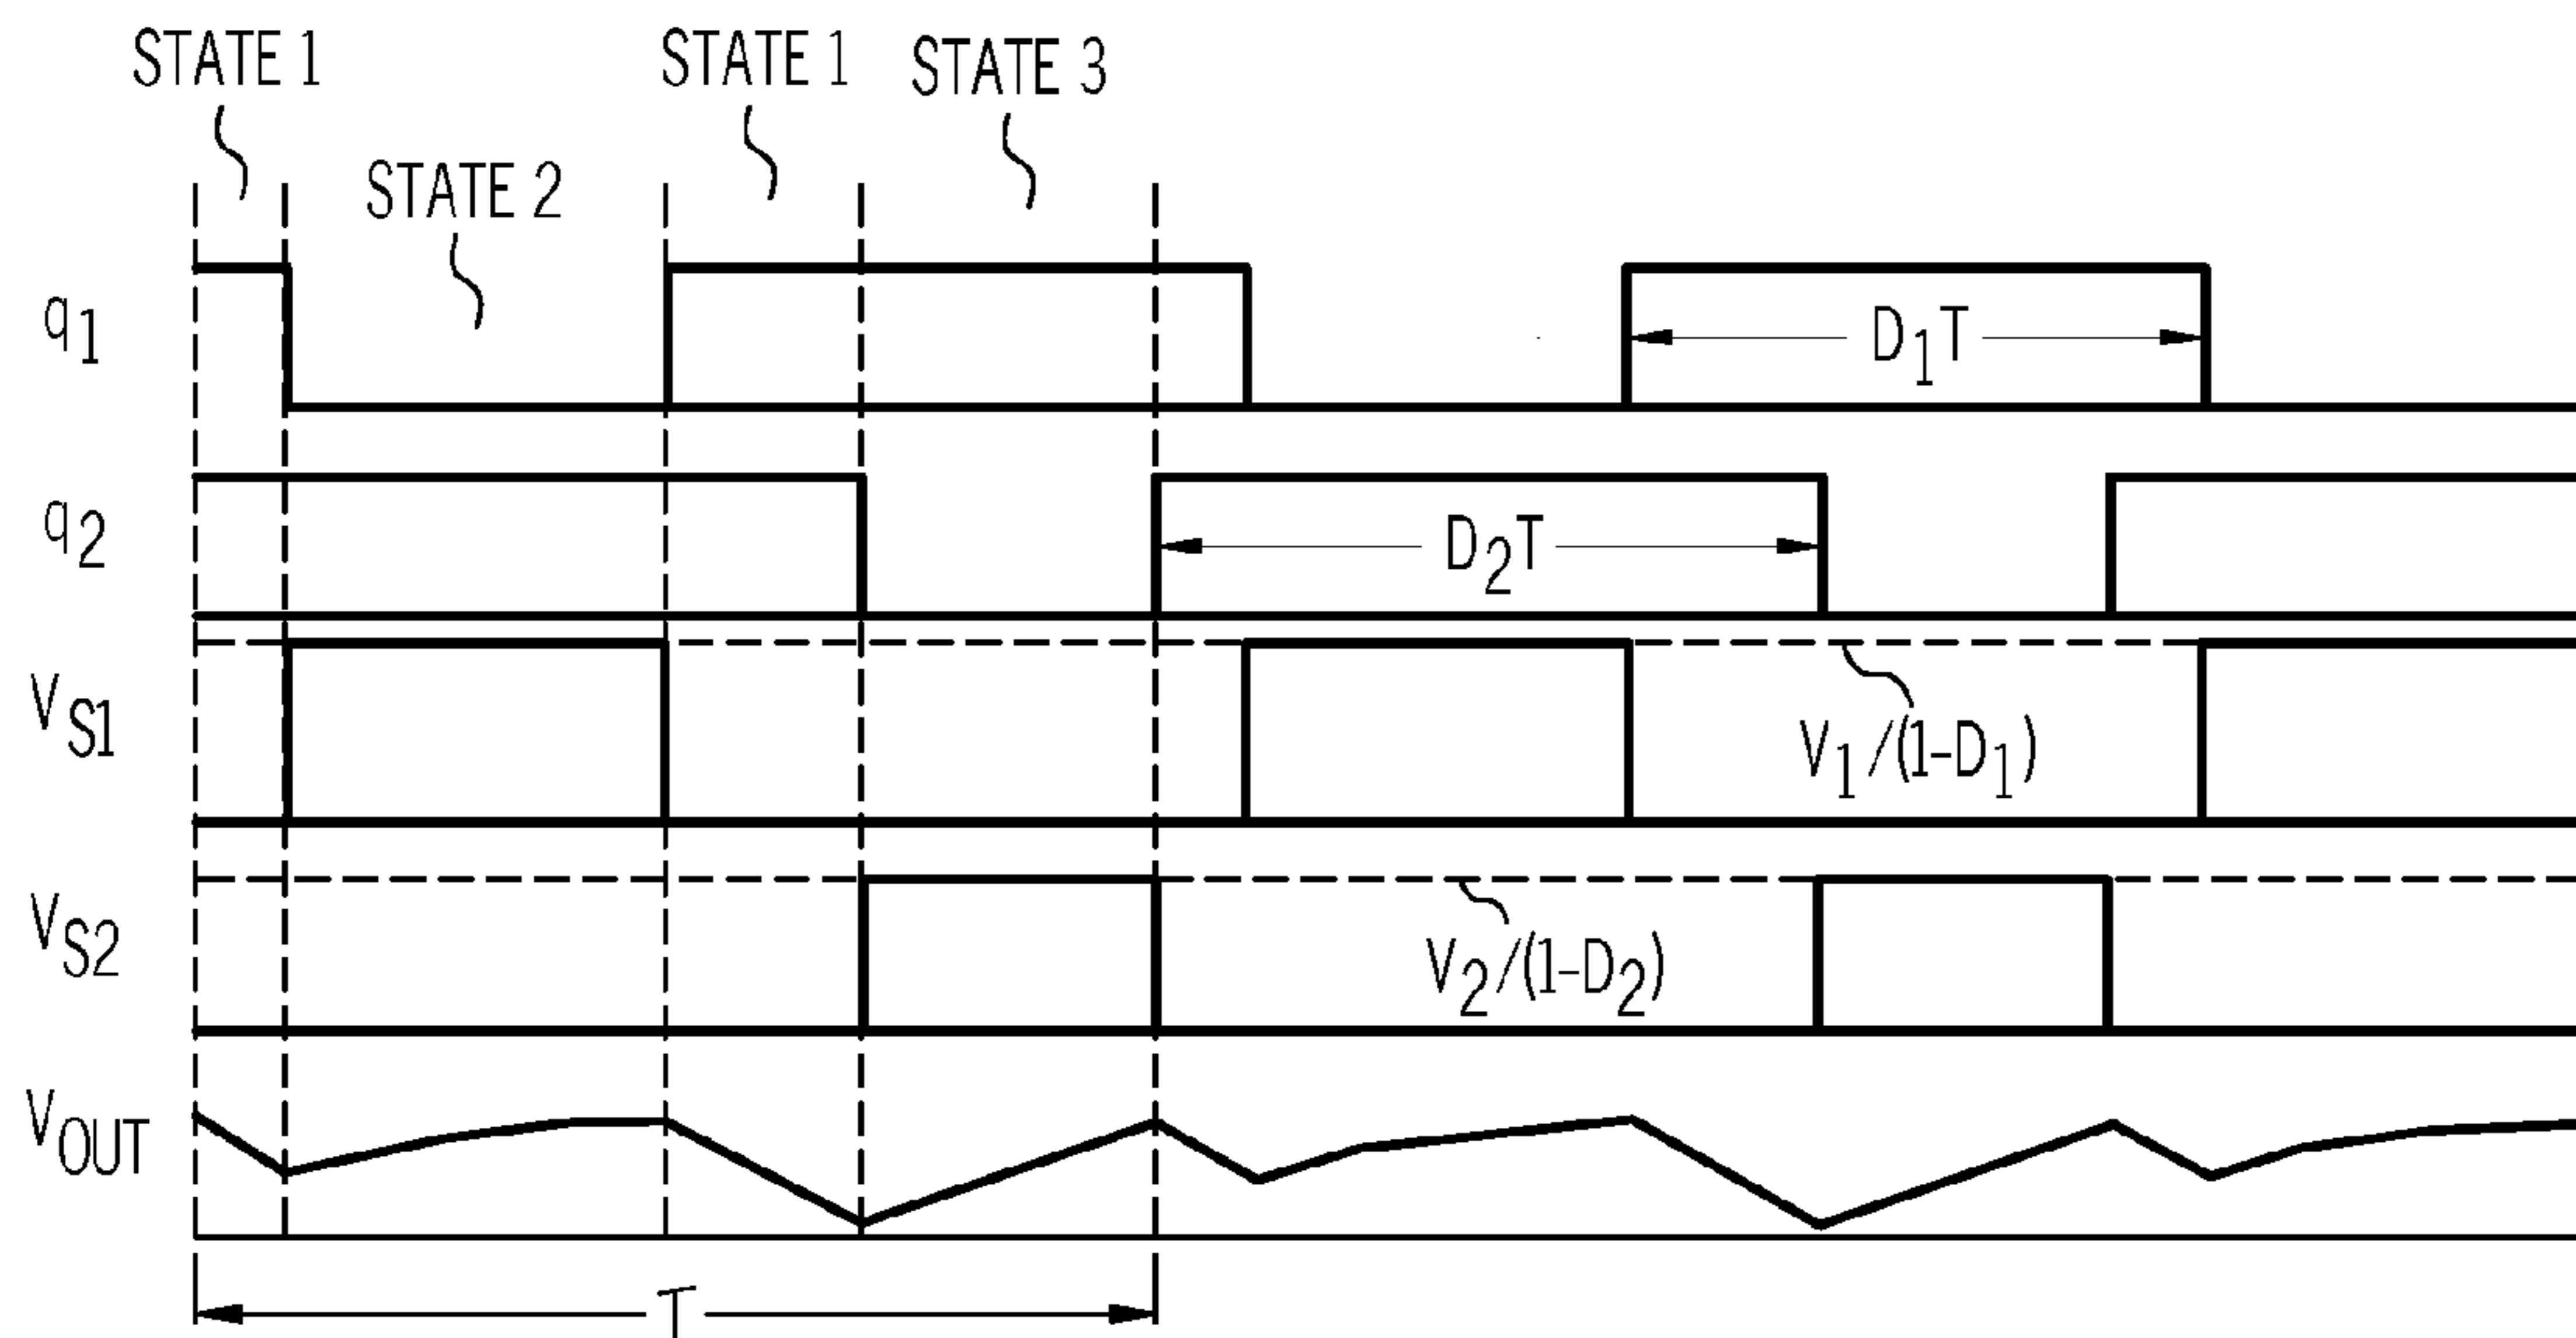 STATE 1
STATE 1
STATE 3
STATE 2
q1
D1T
q2
D2T
VS1
V1/(1-D1)
VS2
V2/(1-D2)
VOUT
T